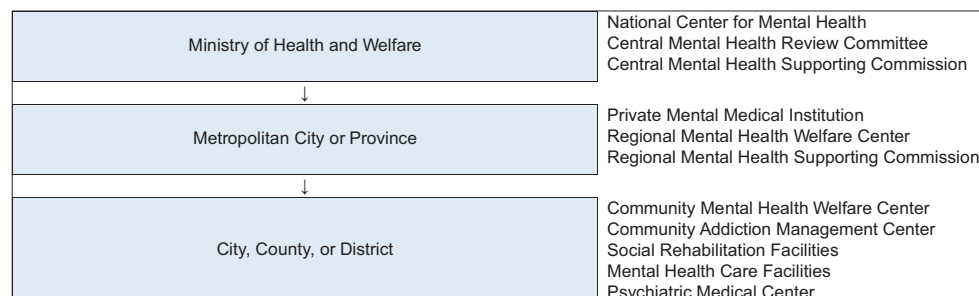 Ministry of Health and Welfare
National Center for Mental Health
Central Mental Health Review Committee
Central Mental Health Supporting Commission
↓
Metropolitan City or Province
Private Mental Medical Institution
Regional Mental Health Welfare Center
Regional Mental Health Supporting Commission
↓
City, County, or District
Community Mental Health Welfare Center
Community Addiction Management Center
Social Rehabilitation Facilities
Mental Health Care Facilities
Psychiatric Medical Center